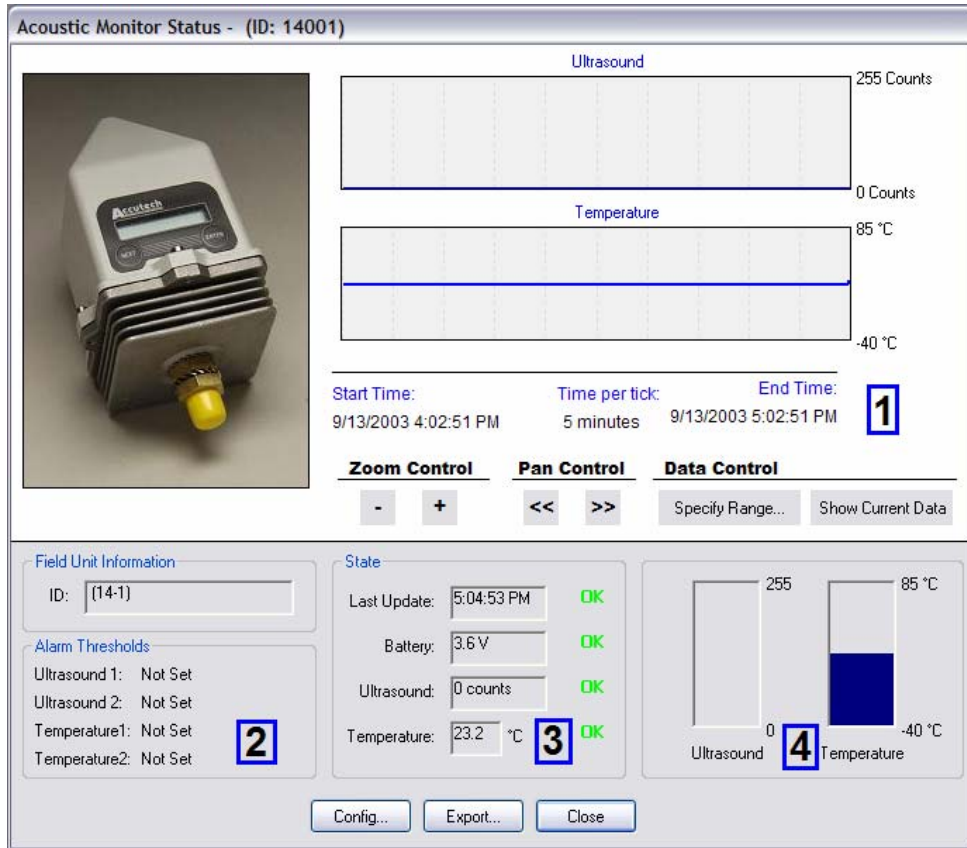 Acoustic Monitor Status - (ID: 14001)
Accutech
NEXT
ENTER
Ultrasound
255 Counts
0 Counts
Temperature
85 °C
-40 °C
Start Time:
Time per tick:
End Time:
9/13/2003 4:02:51 PM
5 minutes
9/13/2003 5:02:51 PM
1
Zoom Control
Pan Control
Data Control
- +
<< >>
Specify Range...
Show Current Data
Field Unit Information
ID: (14-1)
Alarm Thresholds
Ultrasound 1: Not Set
Ultrasound 2: Not Set
Temperature1: Not Set
Temperature2: Not Set
2
State
Last Update: 5:04:53 PM OK
Battery: 3.6 V OK
Ultrasound: 0 counts OK
Temperature: 23.2 °C OK
3
255
0
Ultrasound
85 °C
-40 °C
Temperature
4
Config...
Export...
Close